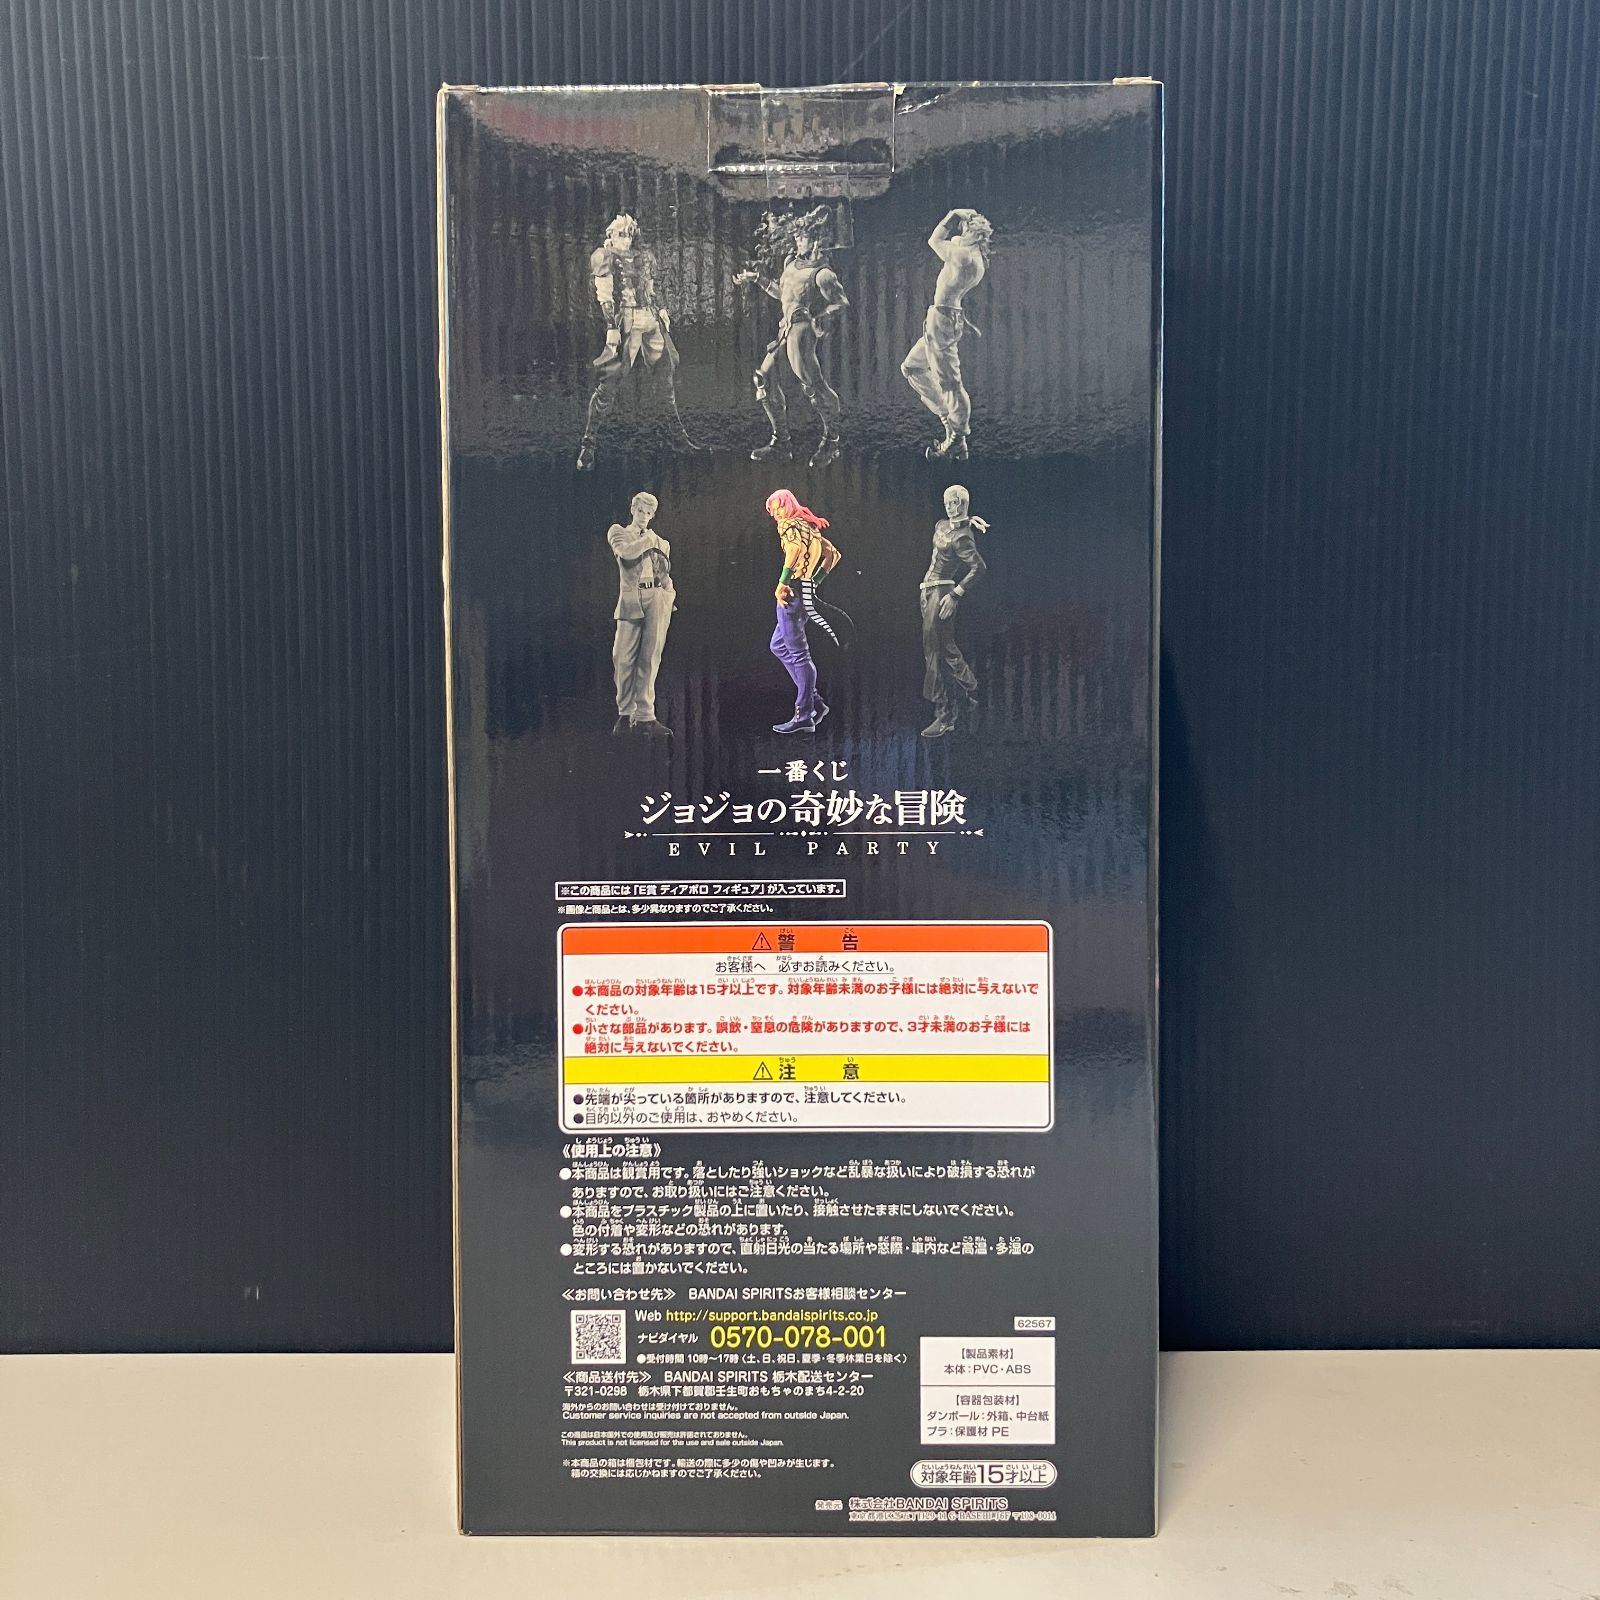 一番くじ
ジョジョの奇妙な冒険
EVIL PARTY
※この商品には「E賞 ディアボロ フィギュア」が入っています。
※画像と商品とは、多少異なりますのでご了承ください。
⚠警告
お客様へ 必ずお読みください。
●本商品の対象年齢は15才以上です。対象年齢未満のお子様には絶対に与えないで
ください。
●小さな部品があります。誤飲・窒息の危険がありますので、3才未満のお子様には
絶対に与えないでください。
⚠注意
●先端が尖っている箇所がありますので、注意してください。
●目的以外のご使用は、おやめください。
《使用上の注意》
●本商品は観賞用です。落としたり強いショックなど乱暴な扱いにより破損する恐れが
ありますので、お取り扱いにはご注意ください。
●本商品をプラスチック製品の上に置いたり、接触させたままにしないでください。
色の付着や変形などの恐れがあります。
●変形する恐れがありますので、直射日光の当たる場所や窓際・車内など高温・多湿の
ところには置かないでください。
≪お問い合わせ先≫ BANDAI SPIRITSお客様相談センター
Web http://support.bandaispirits.co.jp
ナビダイヤル 0570-078-001
●受付時間 10時～17時(土、日、祝日、夏季・冬季休業日を除く)
≪商品送付先≫ BANDAI SPIRITS 栃木配送センター
〒321-0298 栃木県下都賀郡壬生町おもちゃのまち4-2-20
海外からのお問い合わせは受け付けておりません。
Customer service inquiries are not accepted from outside Japan.
この商品は日本国外での使用及び販売は許諾されておりません。
This product is not licensed for the use and sale outside Japan.
※本商品の箱は梱包材です。輸送の際に多少の傷や凹みが生じます。
箱の交換には応じかねますのでご了承ください。
62567
【製品素材】
本体：PVC・ABS
【容器包装材】
ダンボール：外箱、中台紙
プラ：保護材 PE
対象年齢15才以上
発売元 株式会社BANDAI SPIRITS
東京都港区芝五丁目29-11 G-BASE田町6F 〒108-0014